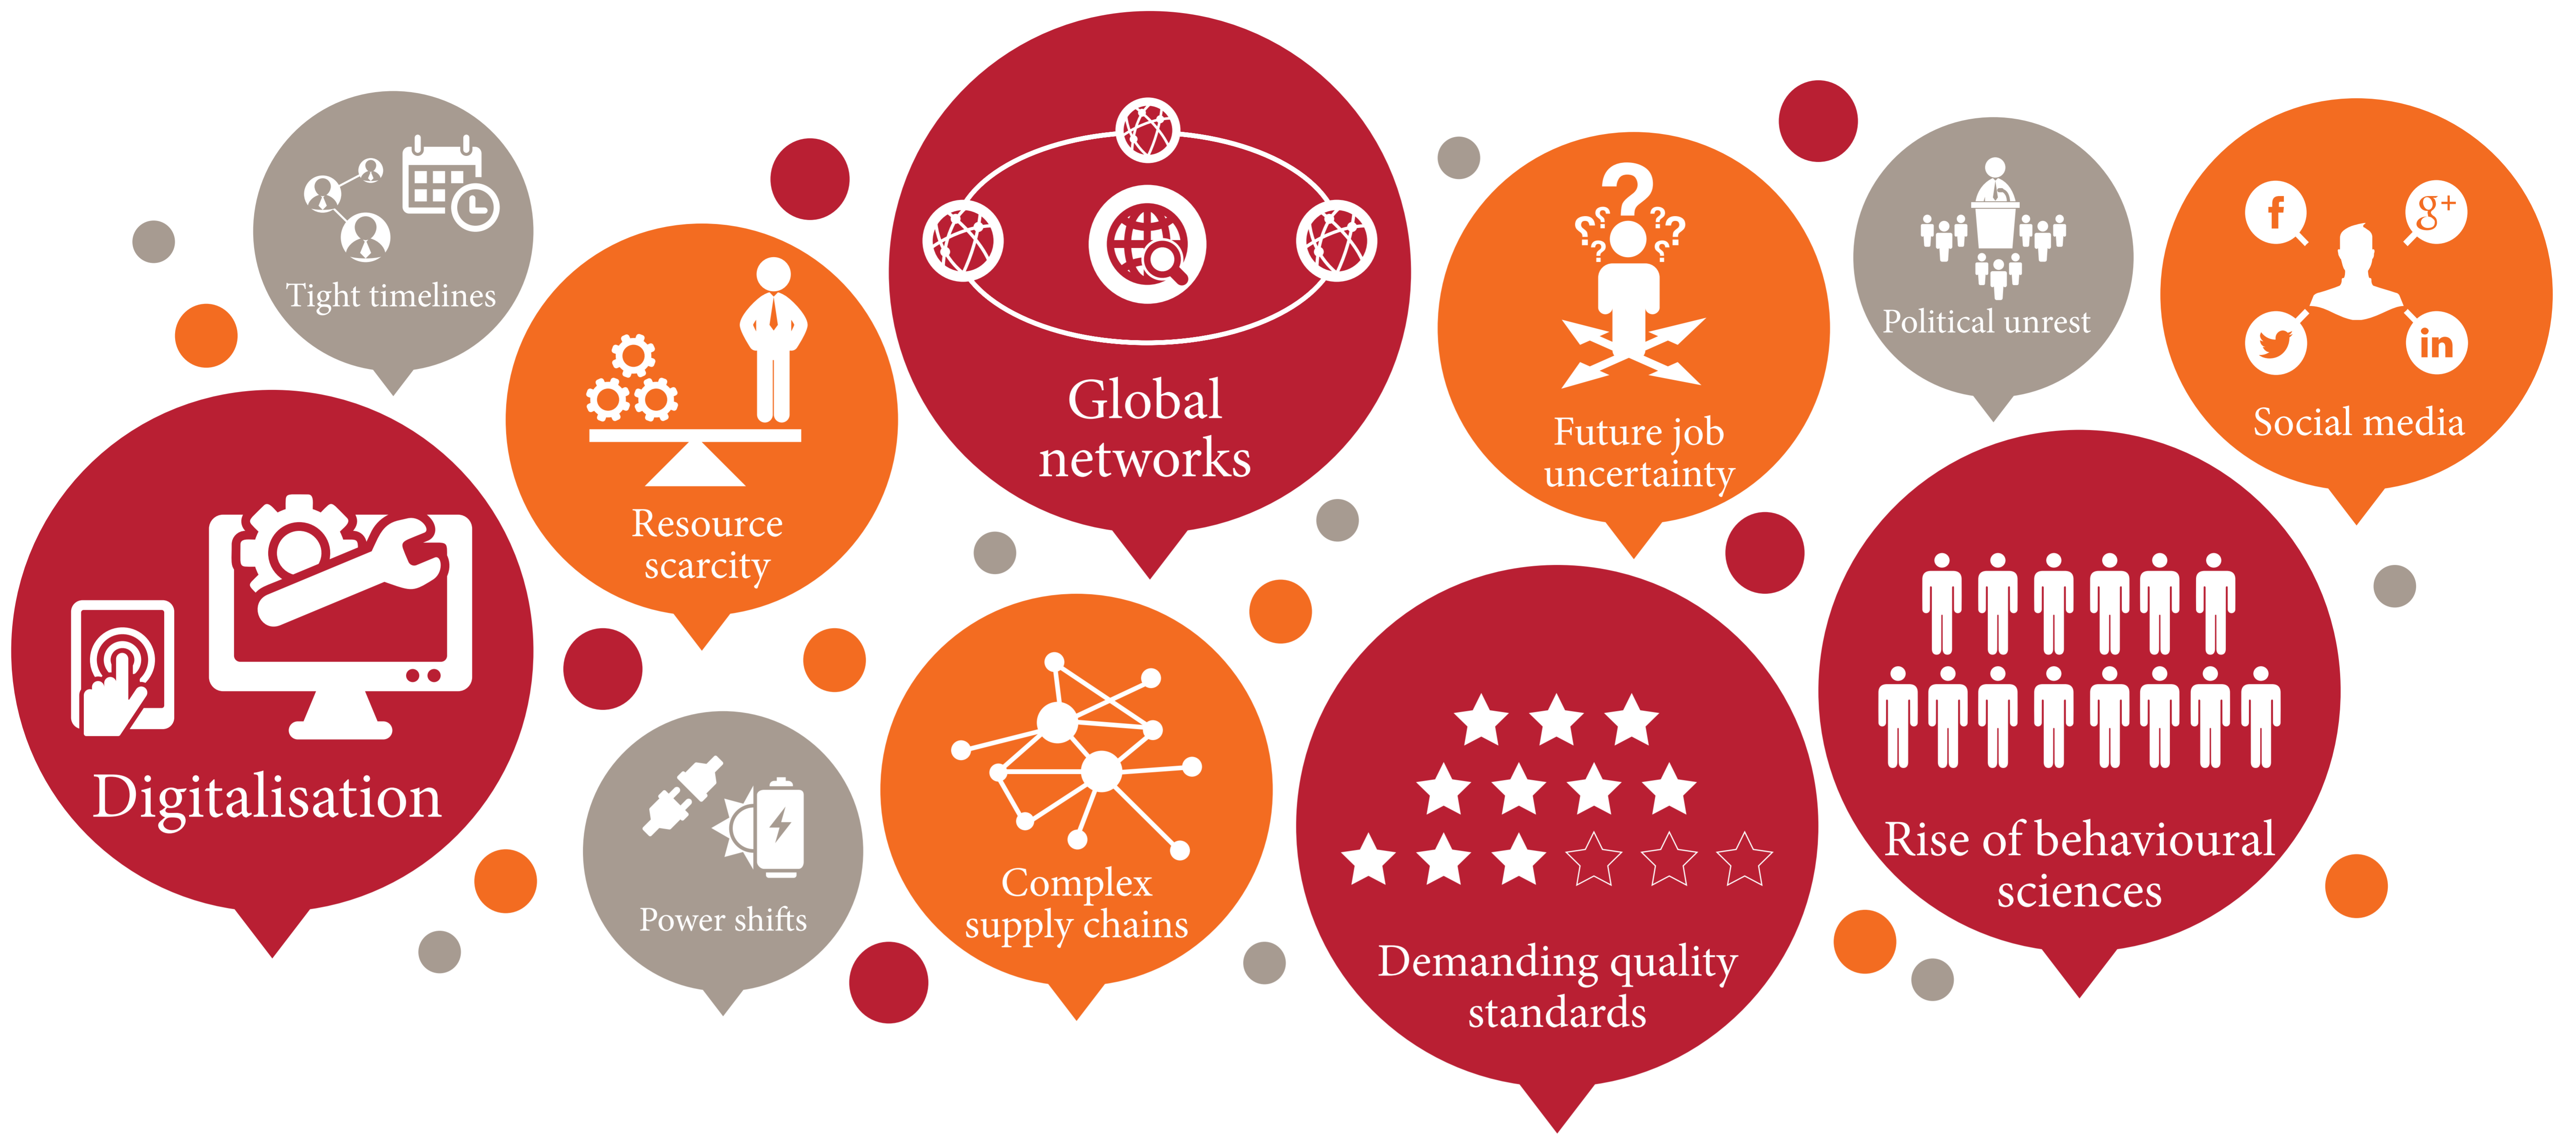 Tight timelines
Digitalisation
Resource
scarcity
Power shifts
Global
networks
Complex
supply chains
?
Future job
uncertainty
Demanding quality
standards
Political unrest
Rise of behavioural
sciences
f
g+
in
Social media